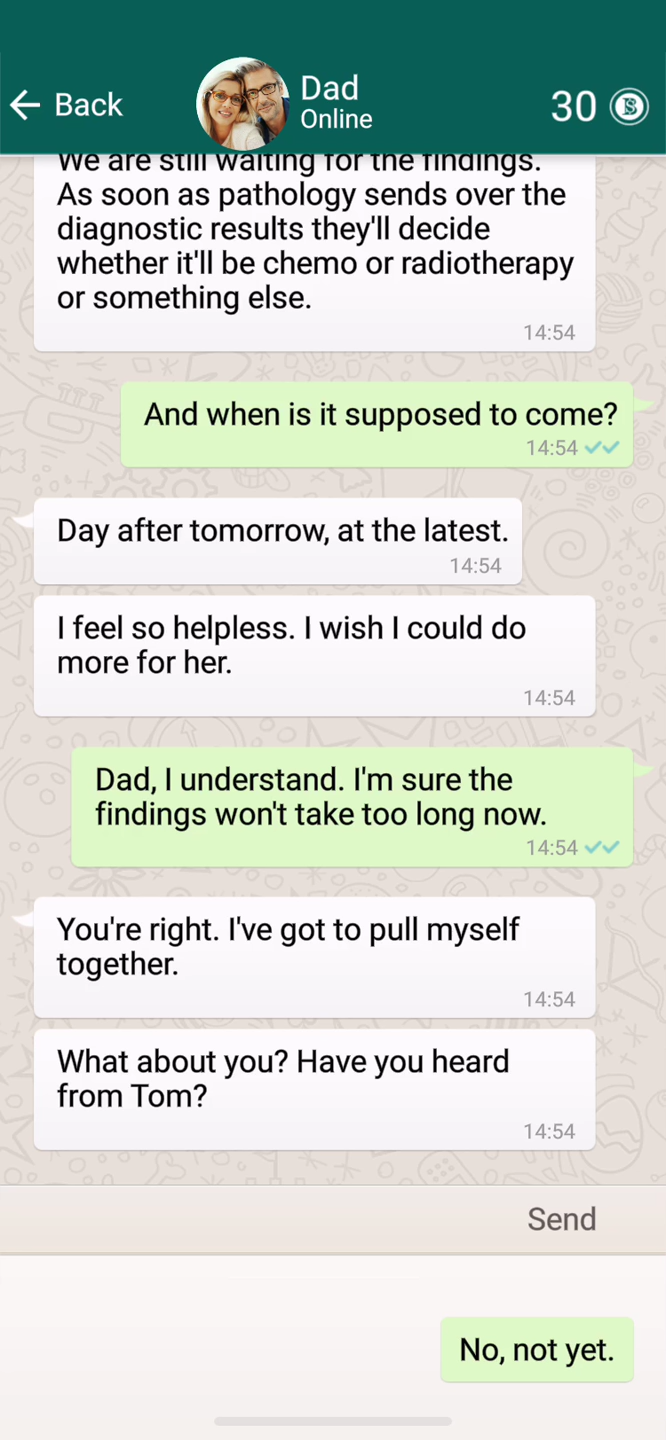 Back
Dad
Online
30
We are still waiting for the findings.
As soon as pathology sends over the
diagnostic results they'll decide
whether it'll be chemo or radiotherapy
or something else.
14:54
And when is it supposed to come?
14:54
Day after tomorrow, at the latest.
14:54
I feel so helpless. I wish I could do
more for her.
14:54
Dad, I understand. I'm sure the
findings won't take too long now.
14:54
You're right. I've got to pull myself
together.
14:54
What about you? Have you heard
from Tom?
14:54
Send
No, not yet.